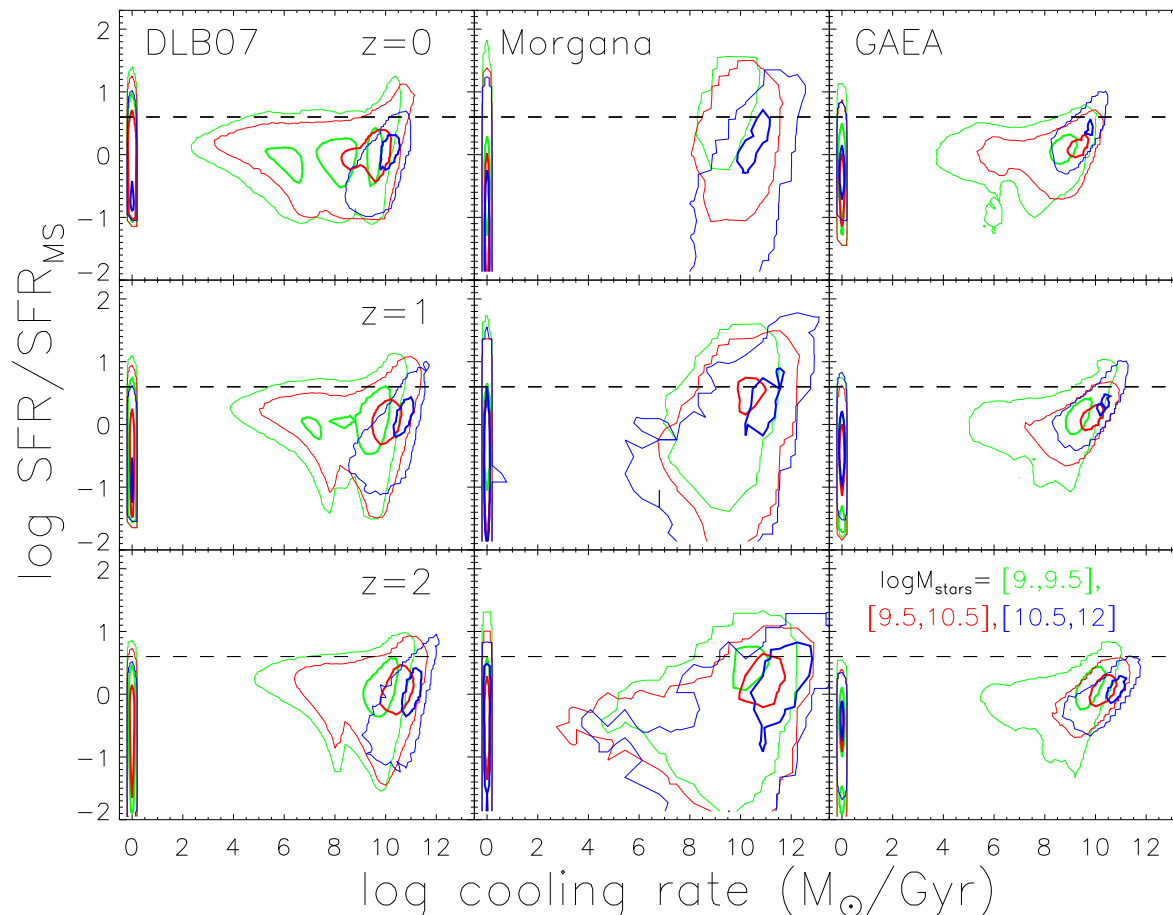 DLB07 z=0 Morgana GAEA
2
1
0
-1
-2
z=1
2
1
0
-1
-2
z=2 logM_stars= [9.,9.5],
[9.5,10.5],[10.5,12]
2
1
0
-1
-2
0 2 4 6 8 10 12 0 2 4 6 8 10 12 0 2 4 6 8 10 12
log cooling rate (M_⊙/Gyr)
log SFR/SFR_MS